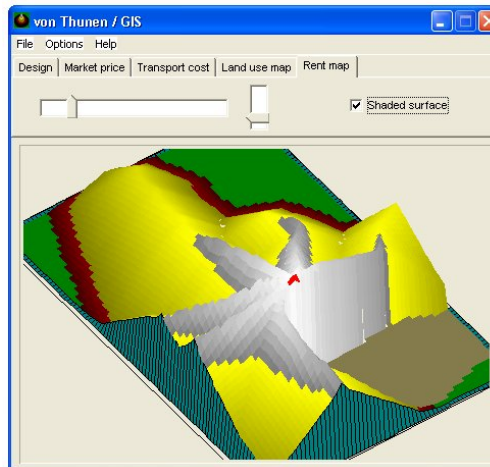 von Thunen / GIS
File Options Help
Design Market price Transport cost Land use map Rent map
Shaded surface